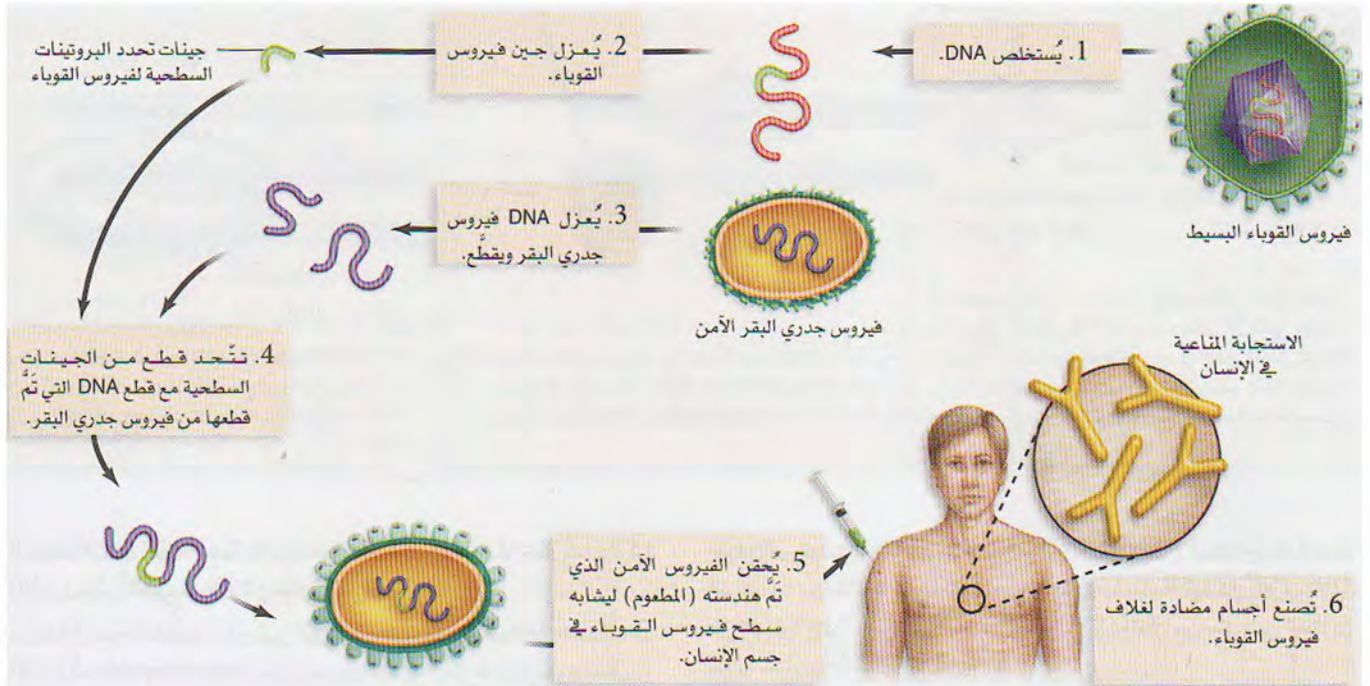 1. يُستخلص DNA.
2. يُعزل جين فيروس
القوباء.
جينات تحدد البروتينات
السطحية لفيروس القوباء
فيروس القوباء البسيط
3. يُعزل DNA فيروس
جدري البقر ويقطَّع.
فيروس جدري البقر الآمن
4. تتّحد قطع من الجينات
السطحية مع قطع DNA التي تَمَّ
قطعها من فيروس جدري البقر.
5. يُحقن الفيروس الآمن الذي
تَمَّ هندسته (المطعوم) ليشابه
سطح فيروس القوباء في
جسم الإنسان.
الاستجابة المناعية
في الإنسان
6. تُصنع أجسام مضادة لغلاف
فيروس القوباء.